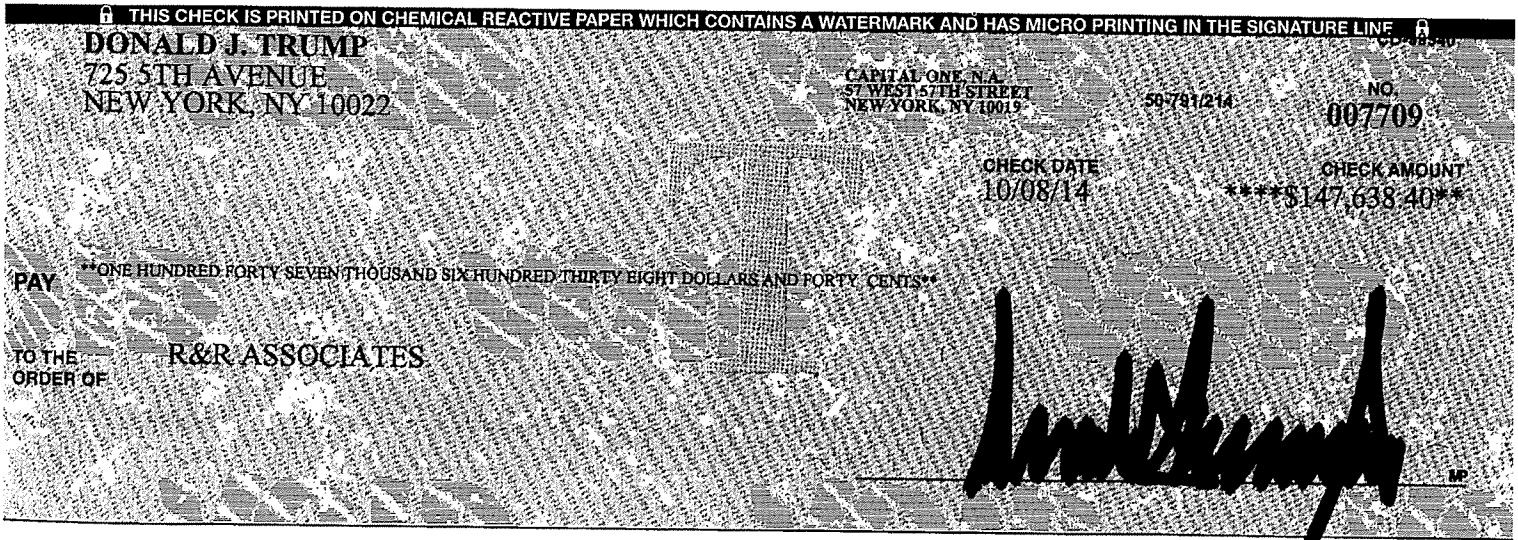 THIS CHECK IS PRINTED ON CHEMICAL REACTIVE PAPER WHICH CONTAINS A WATERMARK AND HAS MICRO PRINTING IN THE SIGNATURE LINE
DONALD J. TRUMP
725 5TH AVENUE
NEW YORK, NY 10022
CAPITAL ONE, N.A.
57 WEST 57TH STREET
NEW YORK, NY 10019
50-791/214
NO.
007709
CHECK DATE
10/08/14
CHECK AMOUNT
****$147,638.40**
PAY
**ONE HUNDRED FORTY SEVEN THOUSAND SIX HUNDRED THIRTY EIGHT DOLLARS AND FORTY CENTS**
TO THE
ORDER OF
R&R ASSOCIATES
T
MP